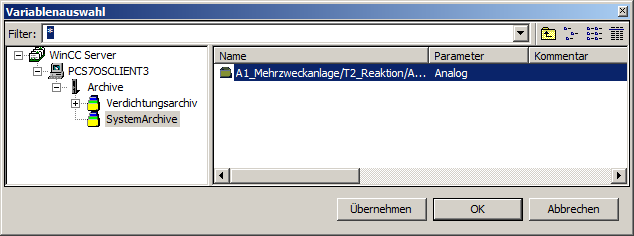 Variablenauswahl
Filter: *
WinCC Server
PCS7OSCLIENT3
Archive
Verdichtungsarchiv
SystemArchive
Name Parameter Kommentar
A1_Mehrzweckanlage/T2_Reaktion/A... Analog
Übernehmen OK Abbrechen